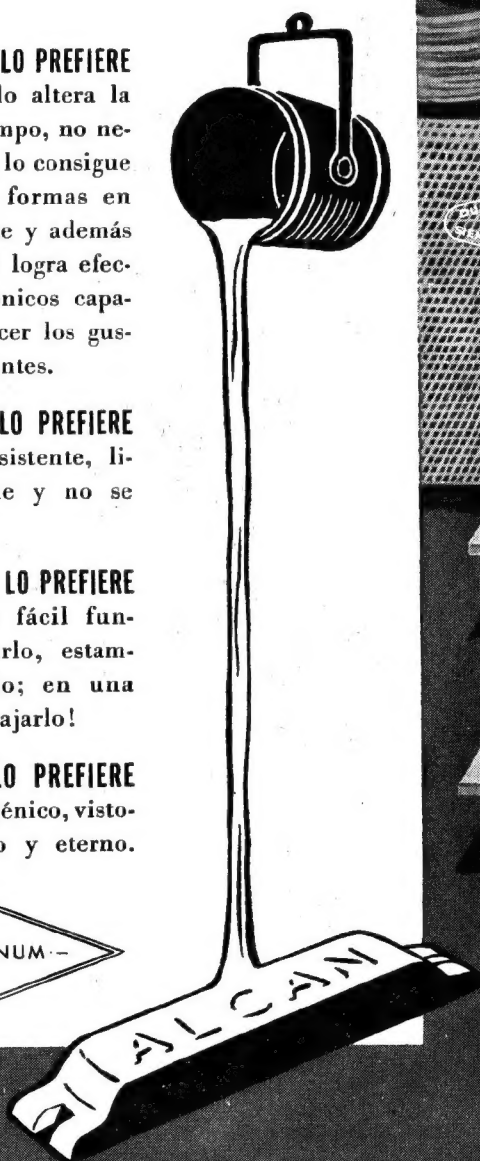 LO PREFIERE
lo altera la
mpo, no ne-
lo consigue
formas en
e y además
logra efec-
nicos capa-
cer los gus-
ntes.
LO PREFIERE
sistente, li-
e y no se
LO PREFIERE
fácil fun-
rlo, estam-
o; en una
ajarlo!
LO PREFIERE
énico, visto-
o y eterno.
NUM -
ALCAN